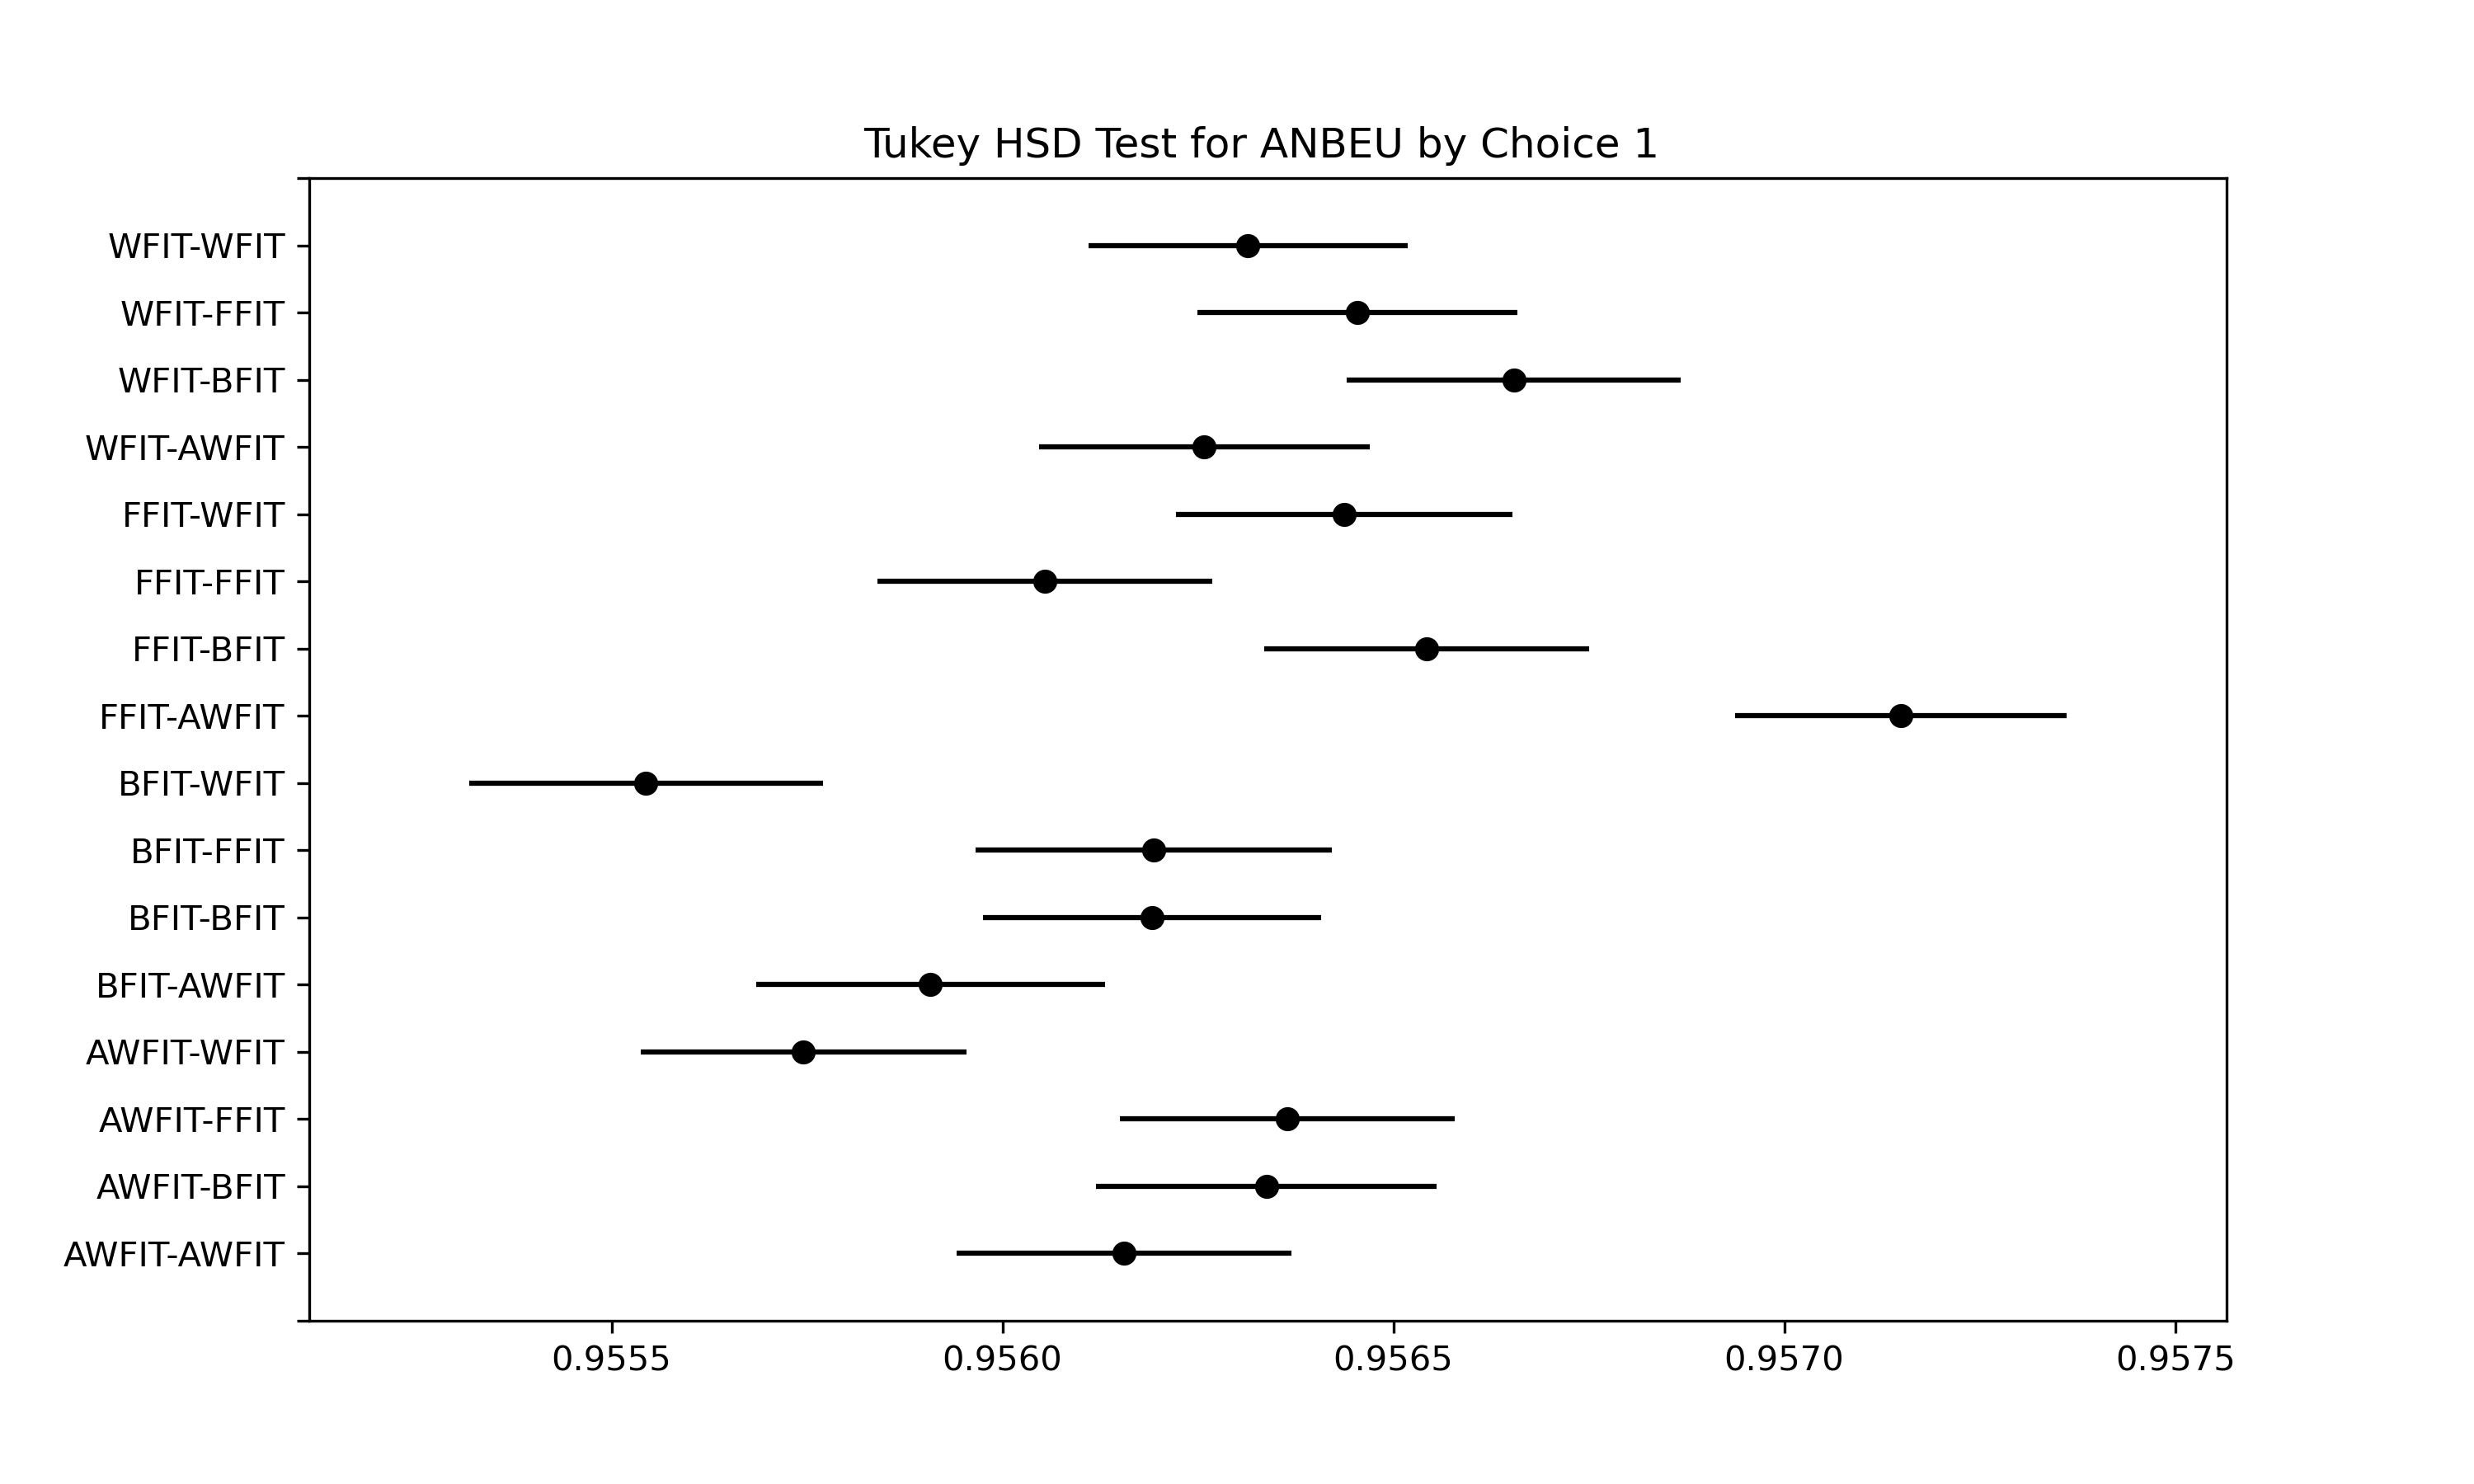 Tukey HSD Test for ANBEU by Choice 1
WFIT-WFIT
WFIT-FFIT
WFIT-BFIT
WFIT-AWFIT
FFIT-WFIT
FFIT-FFIT
FFIT-BFIT
FFIT-AWFIT
BFIT-WFIT
BFIT-FFIT
BFIT-BFIT
BFIT-AWFIT
AWFIT-WFIT
AWFIT-FFIT
AWFIT-BFIT
AWFIT-AWFIT
0.9555 0.9560 0.9565 0.9570 0.9575